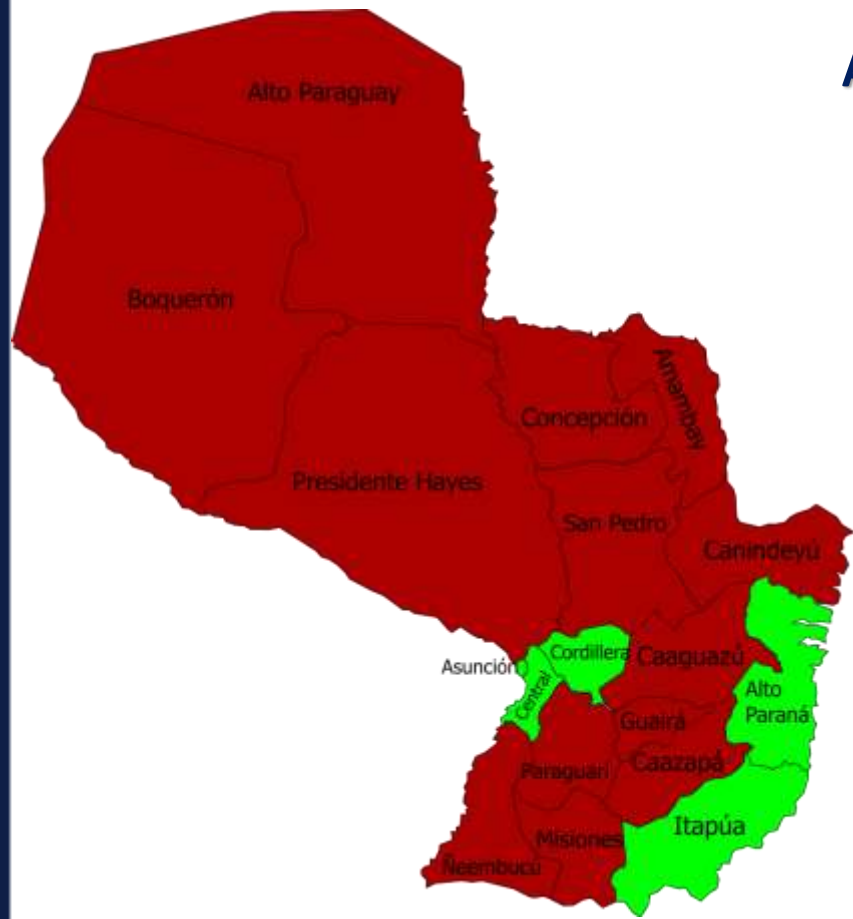 A
Alto Paraguay
Boquerón
Amambay
Concepción
Presidente Hayes
San Pedro
Canindeyú
Asunción
Cordillera
Caaguazú
Central
Alto
Paraná
Guairá
Caazapá
Paraguari
Itapúa
Misiones
Ñeembucú